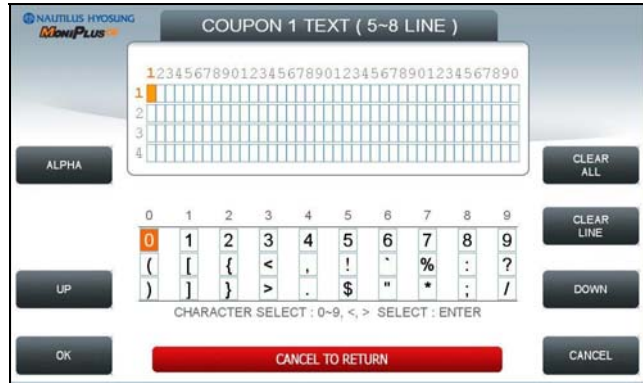 NAUTILUS HYOSUNG
MONIPLUS
COUPON 1 TEXT ( 5~8 LINE )
1234567890123456789012345678901234567890
1
2
3
4
ALPHA
CLEAR ALL
0 1 2 3 4 5 6 7 8 9
CLEAR LINE
0 1 2 3 4 5 6 7 8 9
( [ { < , ! ` % : ?
UP
) ] } > . $ " * ; /
DOWN
CHARACTER SELECT : 0~9, <, > SELECT : ENTER
OK
CANCEL TO RETURN
CANCEL